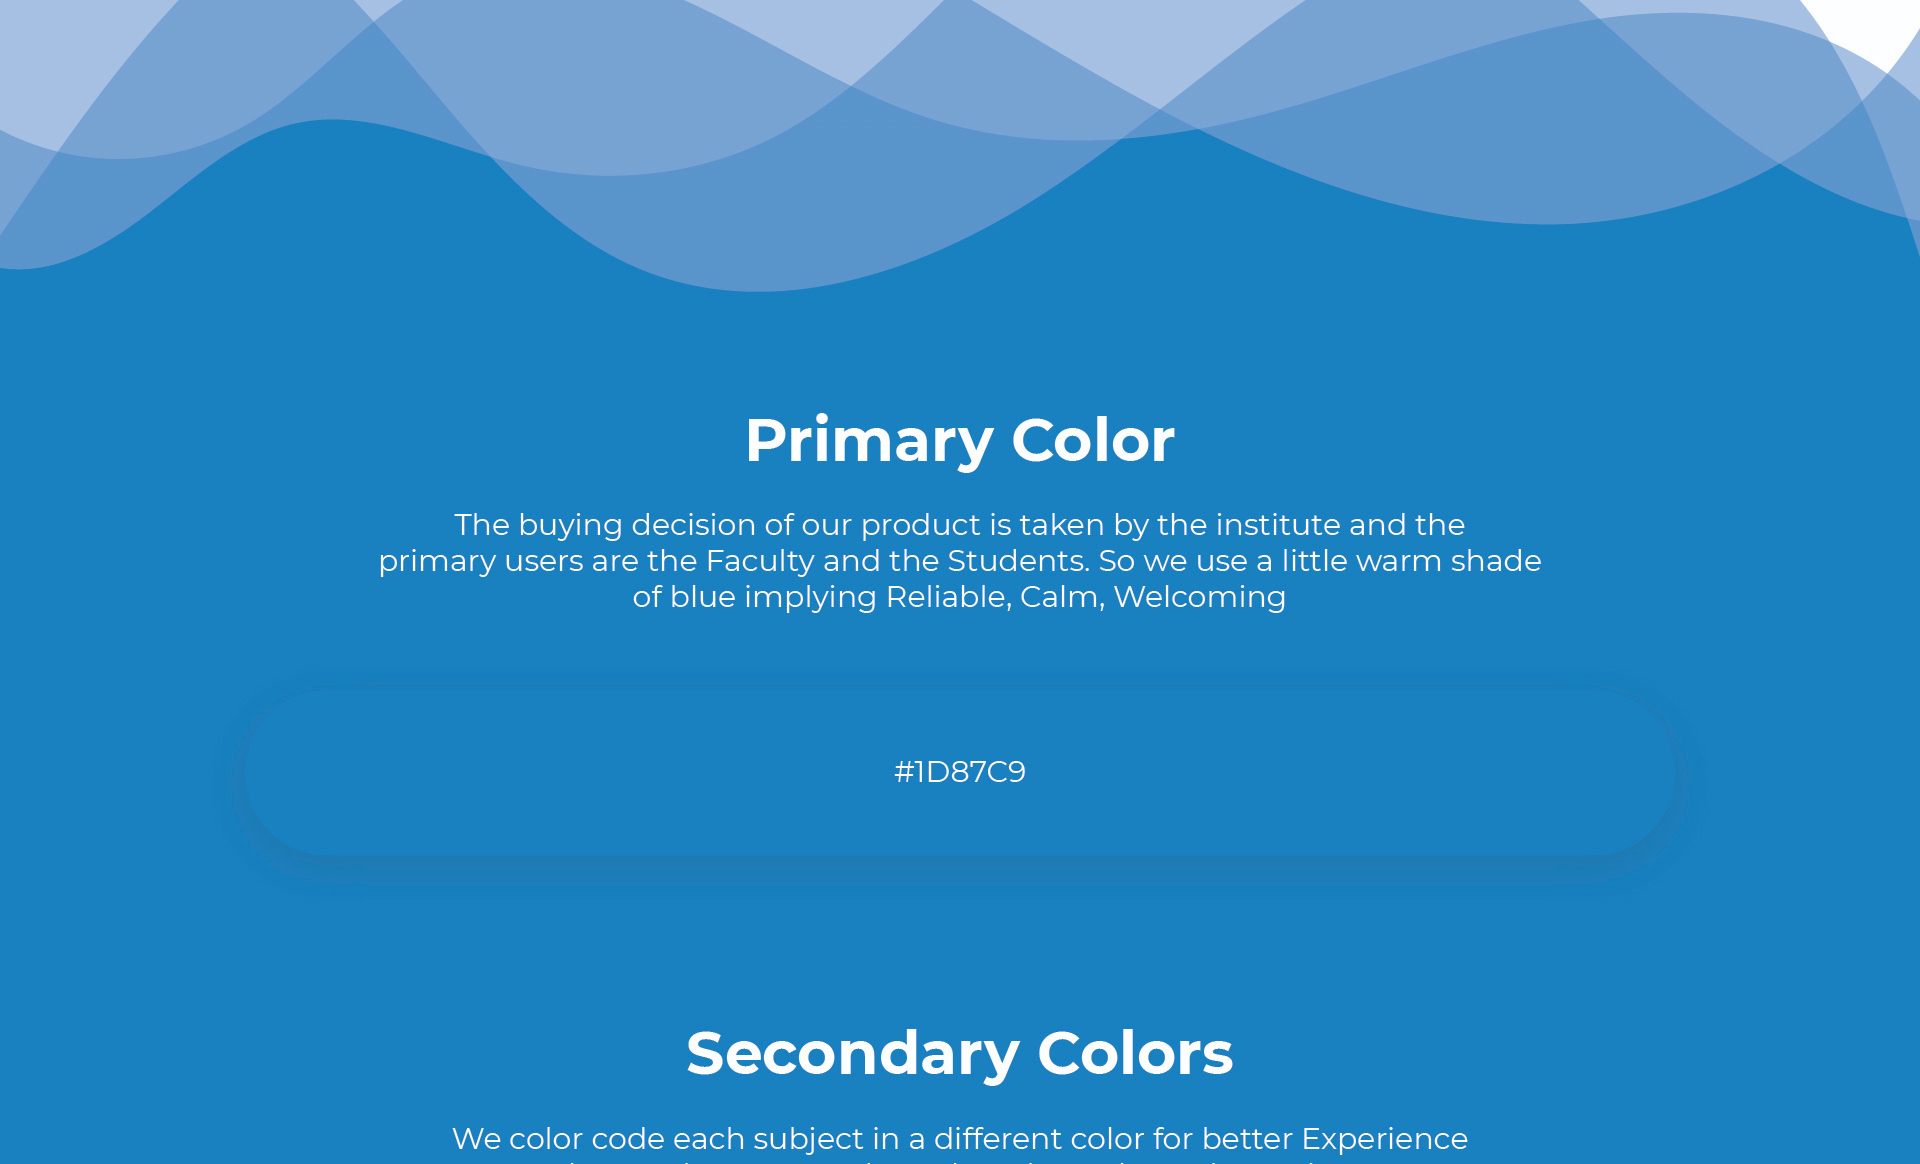 Primary Color
The buying decision of our product is taken by the institute and the
primary users are the Faculty and the Students. So we use a little warm shade
of blue implying Reliable, Calm, Welcoming
#1D87C9
Secondary Colors
We color code each subject in a different color for better Experience